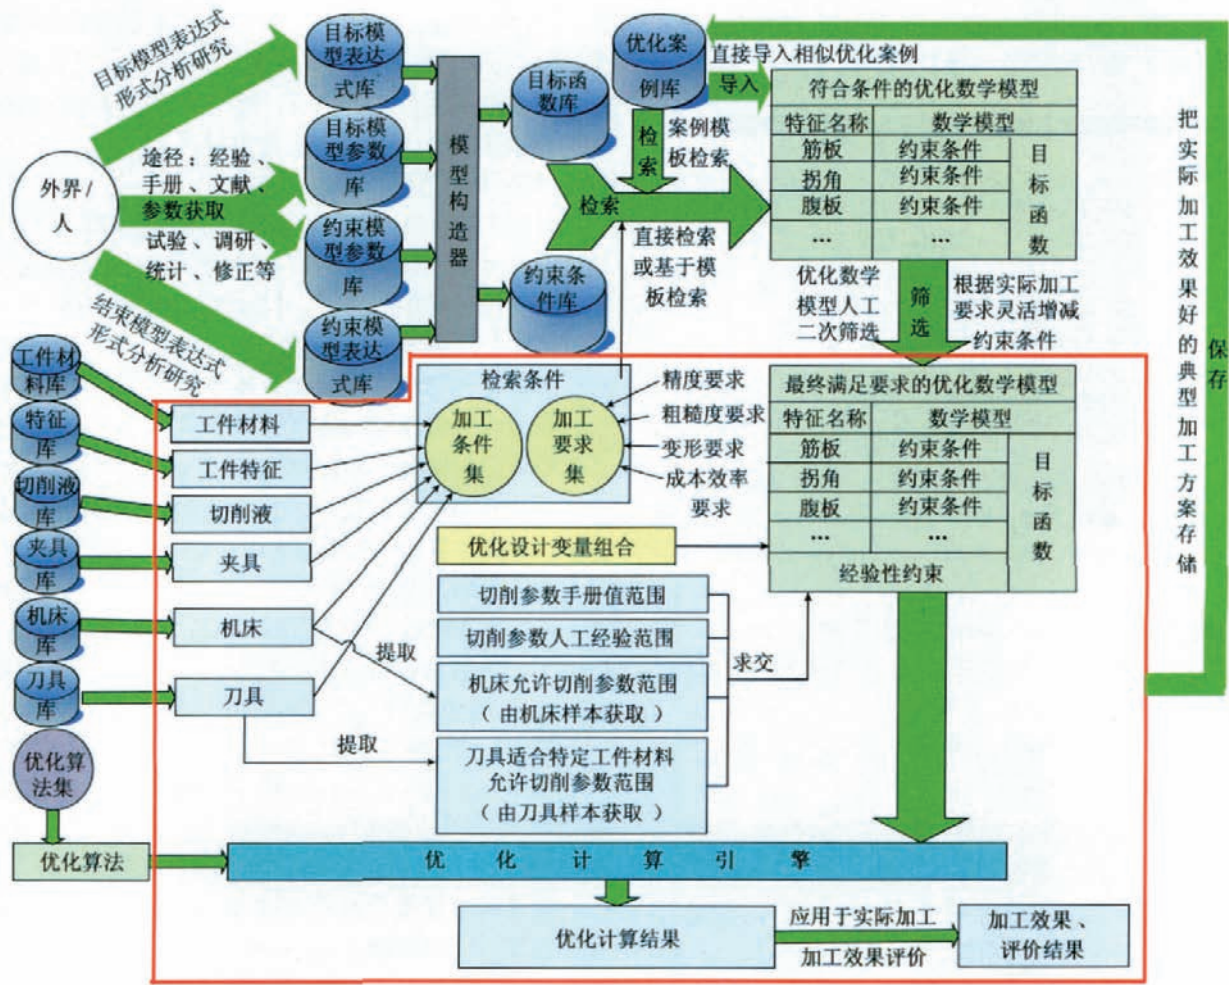 目标模型表达式
形式分析研究
外界/
人
途径：经验、
手册、文献、
参数获取
试验、调研、
统计、修正等
结束模型表达式
形式分析研究
目标模
型表达
式库
目标模
型参数
库
约束模
型参数
库
约束模
型表达
式库
模型构造器
目标函
数库
约束条
件库
优化案
例库
直接导入相似优化案例
导入
检索
案例模
板检索
检索
直接检索
或基于模
板检索
符合条件的优化数学模型
特征名称 数学模型
筋板 约束条件
拐角 约束条件
腹板 约束条件
... ...
目标函数
优化数学
模型人工
二次筛选
筛选
根据实际加工
要求灵活增减
约束条件
把实际加工效果好的典型加工方案存储
保存
工件材
料库
特征
库
切削液
库
夹具
库
机床
库
刀具
库
优化算
法集
优化算法
工件材料
工件特征
切削液
夹具
机床
刀具
提取
提取
检索条件
加工
条件
集
加工
要求
集
精度要求
粗糙度要求
变形要求
成本效率
要求
优化设计变量组合
切削参数手册值范围
切削参数人工经验范围
机床允许切削参数范围
（由机床样本获取）
刀具适合特定工件材料
允许切削参数范围
（由刀具样本获取）
求交
最终满足要求的优化数学模型
特征名称 数学模型
筋板 约束条件
拐角 约束条件
腹板 约束条件
... ...
目标函数
经验性约束
优化计算引擎
优化计算结果
应用于实际加工
加工效果评价
加工效果、
评价结果